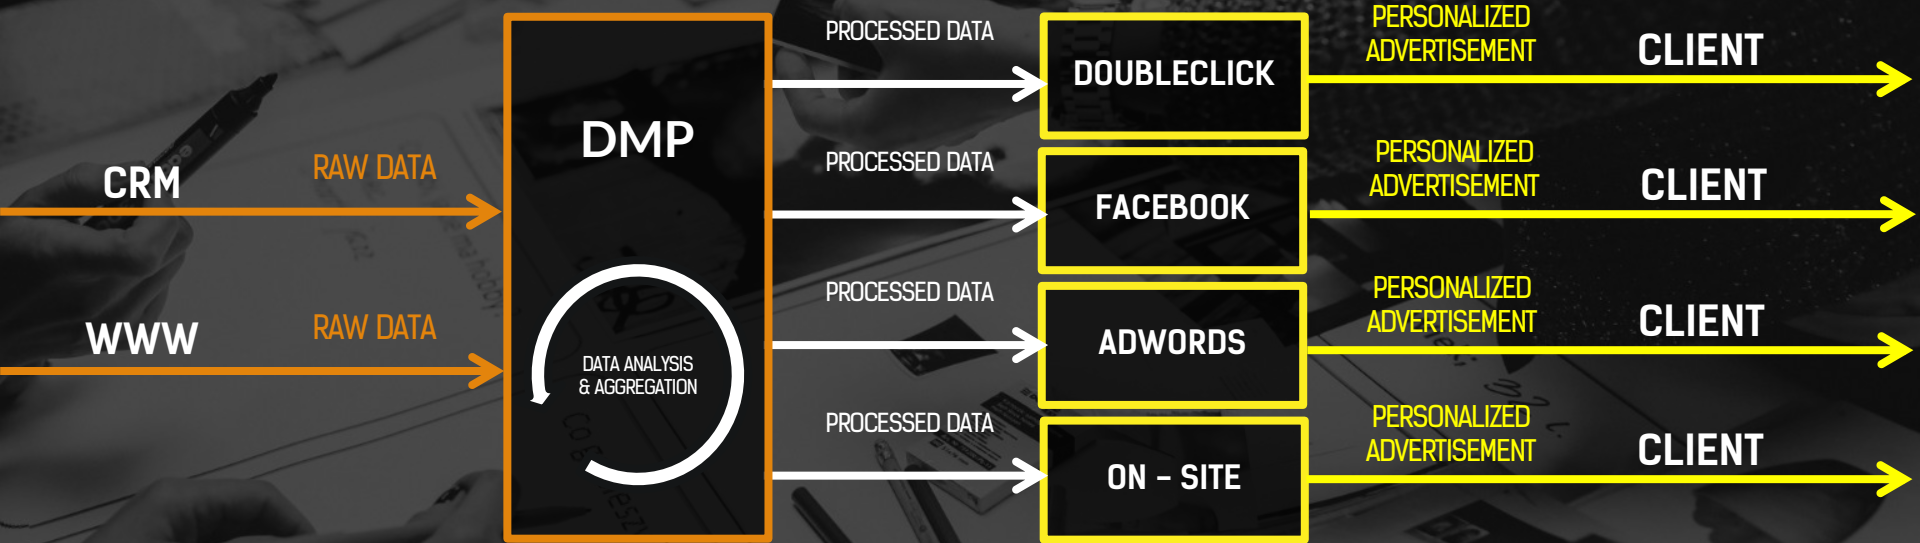 CRM
RAW DATA
WWW
RAW DATA
DMP
DATA ANALYSIS
& AGGREGATION
PROCESSED DATA
DOUBLECLICK
PERSONALIZED
ADVERTISEMENT
CLIENT
PROCESSED DATA
FACEBOOK
PERSONALIZED
ADVERTISEMENT
CLIENT
PROCESSED DATA
ADWORDS
PERSONALIZED
ADVERTISEMENT
CLIENT
PROCESSED DATA
ON - SITE
PERSONALIZED
ADVERTISEMENT
CLIENT